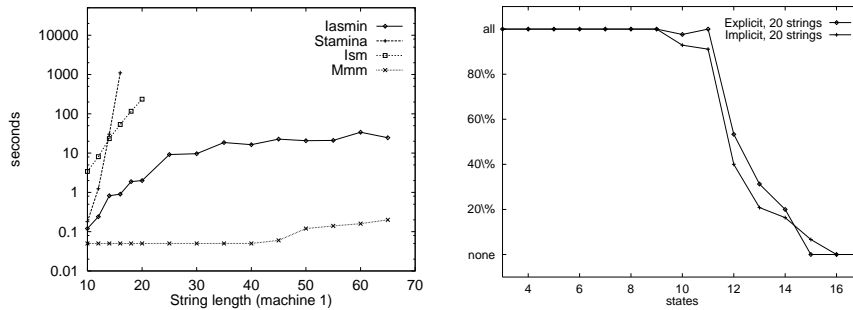 Iasmin
Stamina
Ism
Mmm
10000
1000
100
10
1
0.1
0.01
seconds
10 20 30 40 50 60 70
String length (machine 1)
Explicit, 20 strings
Implicit, 20 strings
all
80\%
60\%
40\%
20\%
none
4 6 8 10 12 14 16
states